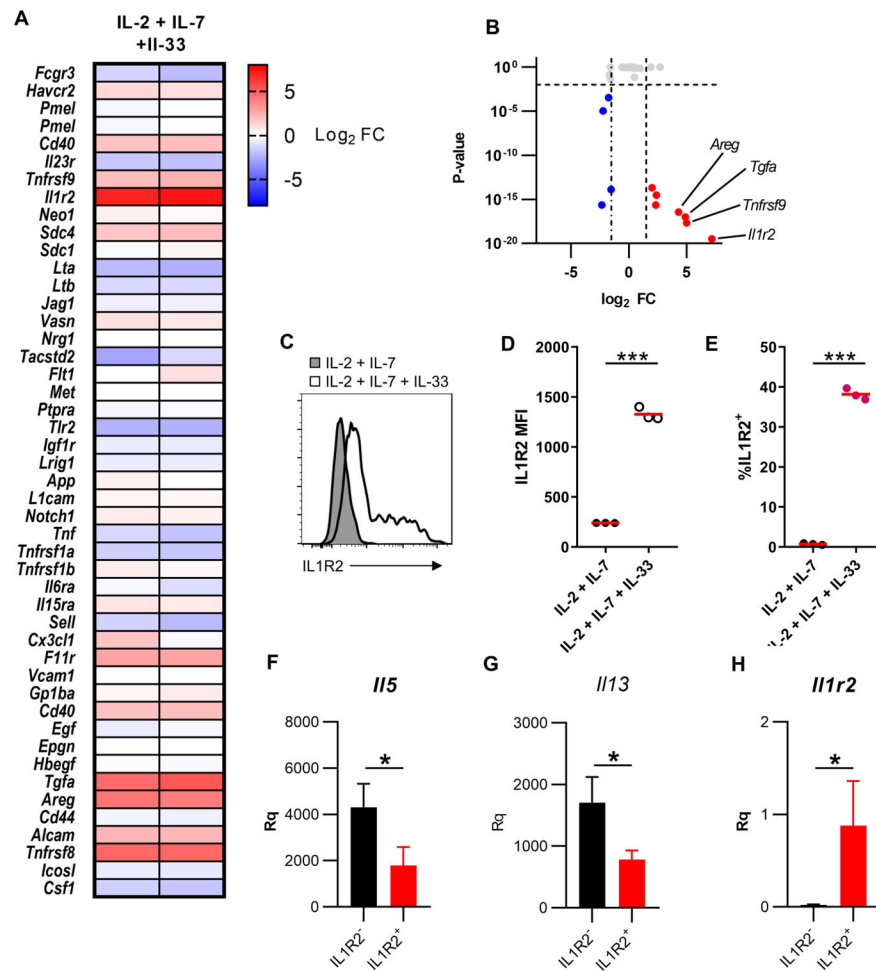 A
IL-2 + IL-7
+Il-33
Fcgr3
Havcr2
Pmel
Pmel
Cd40
Il23r
Tnfrsf9
Il1r2
Neo1
Sdc4
Sdc1
Lta
Ltb
Jag1
Vasn
Nrg1
Tacstd2
Flt1
Met
Ptpra
Tlr2
Igf1r
Lrig1
App
L1cam
Notch1
Tnf
Tnfrsf1a
Tnfrsf1b
Il6ra
Il15ra
Sell
Cx3cl1
F11r
Vcam1
Gp1ba
Cd40
Egf
Epgn
Hbegf
Tgfa
Areg
Cd44
Alcam
Tnfrsf8
Icosl
Csf1
5
0
-5
Log2 FC
B
P-value
10^0
10^-5
10^-10
10^-15
10^-20
-5 0 5
log2 FC
Areg
Tgfa
Tnfrsf9
Il1r2
C
IL-2 + IL-7
IL-2 + IL-7 + IL-33
IL1R2
D
IL1R2 MFI
2000
1500
1000
500
0
***
IL-2 + IL-7
IL-2 + IL-7 + IL-33
E
%IL1R2+
50
40
30
20
10
0
***
IL-2 + IL-7
IL-2 + IL-7 + IL-33
F
Il5
Rq
8000
6000
4000
2000
0
*
IL1R2-
IL1R2+
G
Il13
Rq
3000
2000
1000
0
*
IL1R2-
IL1R2+
H
Il1r2
Rq
2
1
0
*
IL1R2-
IL1R2+